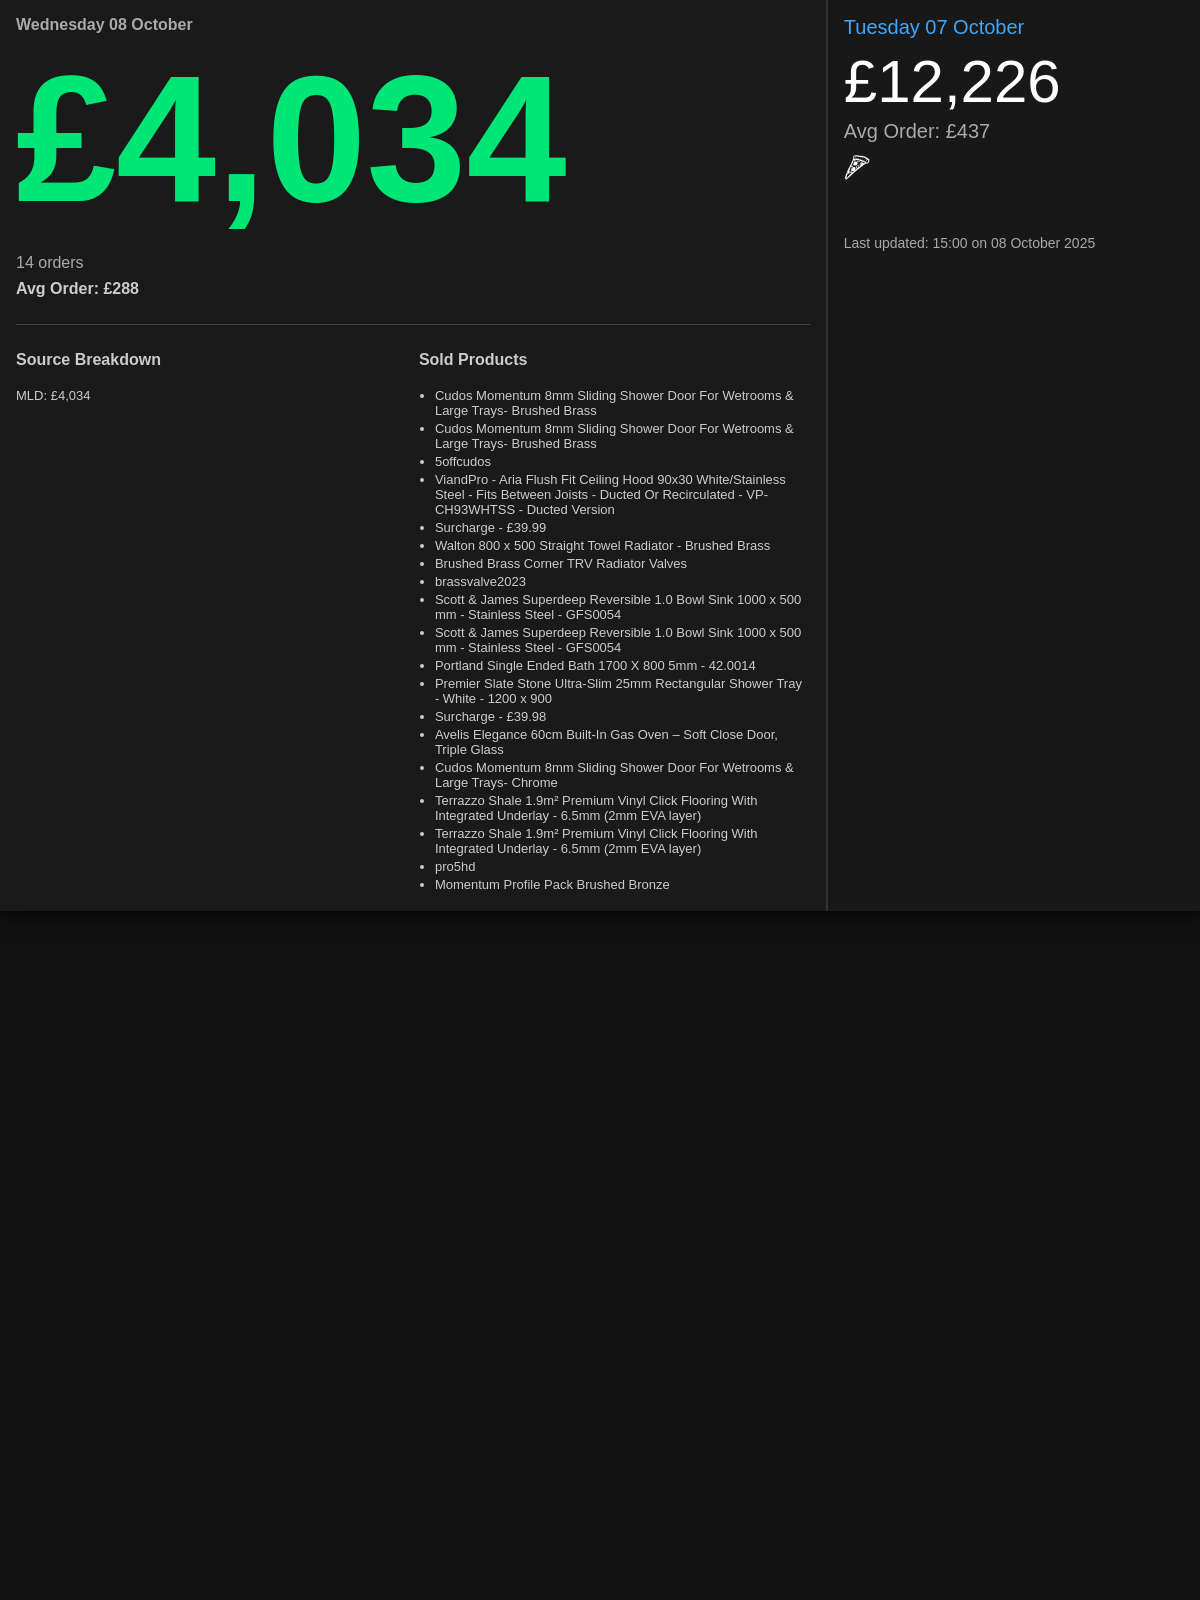 Wednesday 08 October
£4,034
14 orders
Avg Order: £288
Source Breakdown
MLD: £4,034
Sold Products
• Cudos Momentum 8mm Sliding Shower Door For Wetrooms &
Large Trays- Brushed Brass
• Cudos Momentum 8mm Sliding Shower Door For Wetrooms &
Large Trays- Brushed Brass
• 5offcudos
• ViandPro - Aria Flush Fit Ceiling Hood 90x30 White/Stainless
Steel - Fits Between Joists - Ducted Or Recirculated - VP-
CH93WHTSS - Ducted Version
• Surcharge - £39.99
• Walton 800 x 500 Straight Towel Radiator - Brushed Brass
• Brushed Brass Corner TRV Radiator Valves
• brassvalve2023
• Scott & James Superdeep Reversible 1.0 Bowl Sink 1000 x 500
mm - Stainless Steel - GFS0054
• Scott & James Superdeep Reversible 1.0 Bowl Sink 1000 x 500
mm - Stainless Steel - GFS0054
• Portland Single Ended Bath 1700 X 800 5mm - 42.0014
• Premier Slate Stone Ultra-Slim 25mm Rectangular Shower Tray
- White - 1200 x 900
• Surcharge - £39.98
• Avelis Elegance 60cm Built-In Gas Oven – Soft Close Door,
Triple Glass
• Cudos Momentum 8mm Sliding Shower Door For Wetrooms &
Large Trays- Chrome
• Terrazzo Shale 1.9m² Premium Vinyl Click Flooring With
Integrated Underlay - 6.5mm (2mm EVA layer)
• Terrazzo Shale 1.9m² Premium Vinyl Click Flooring With
Integrated Underlay - 6.5mm (2mm EVA layer)
• pro5hd
• Momentum Profile Pack Brushed Bronze
Tuesday 07 October
£12,226
Avg Order: £437
Last updated: 15:00 on 08 October 2025